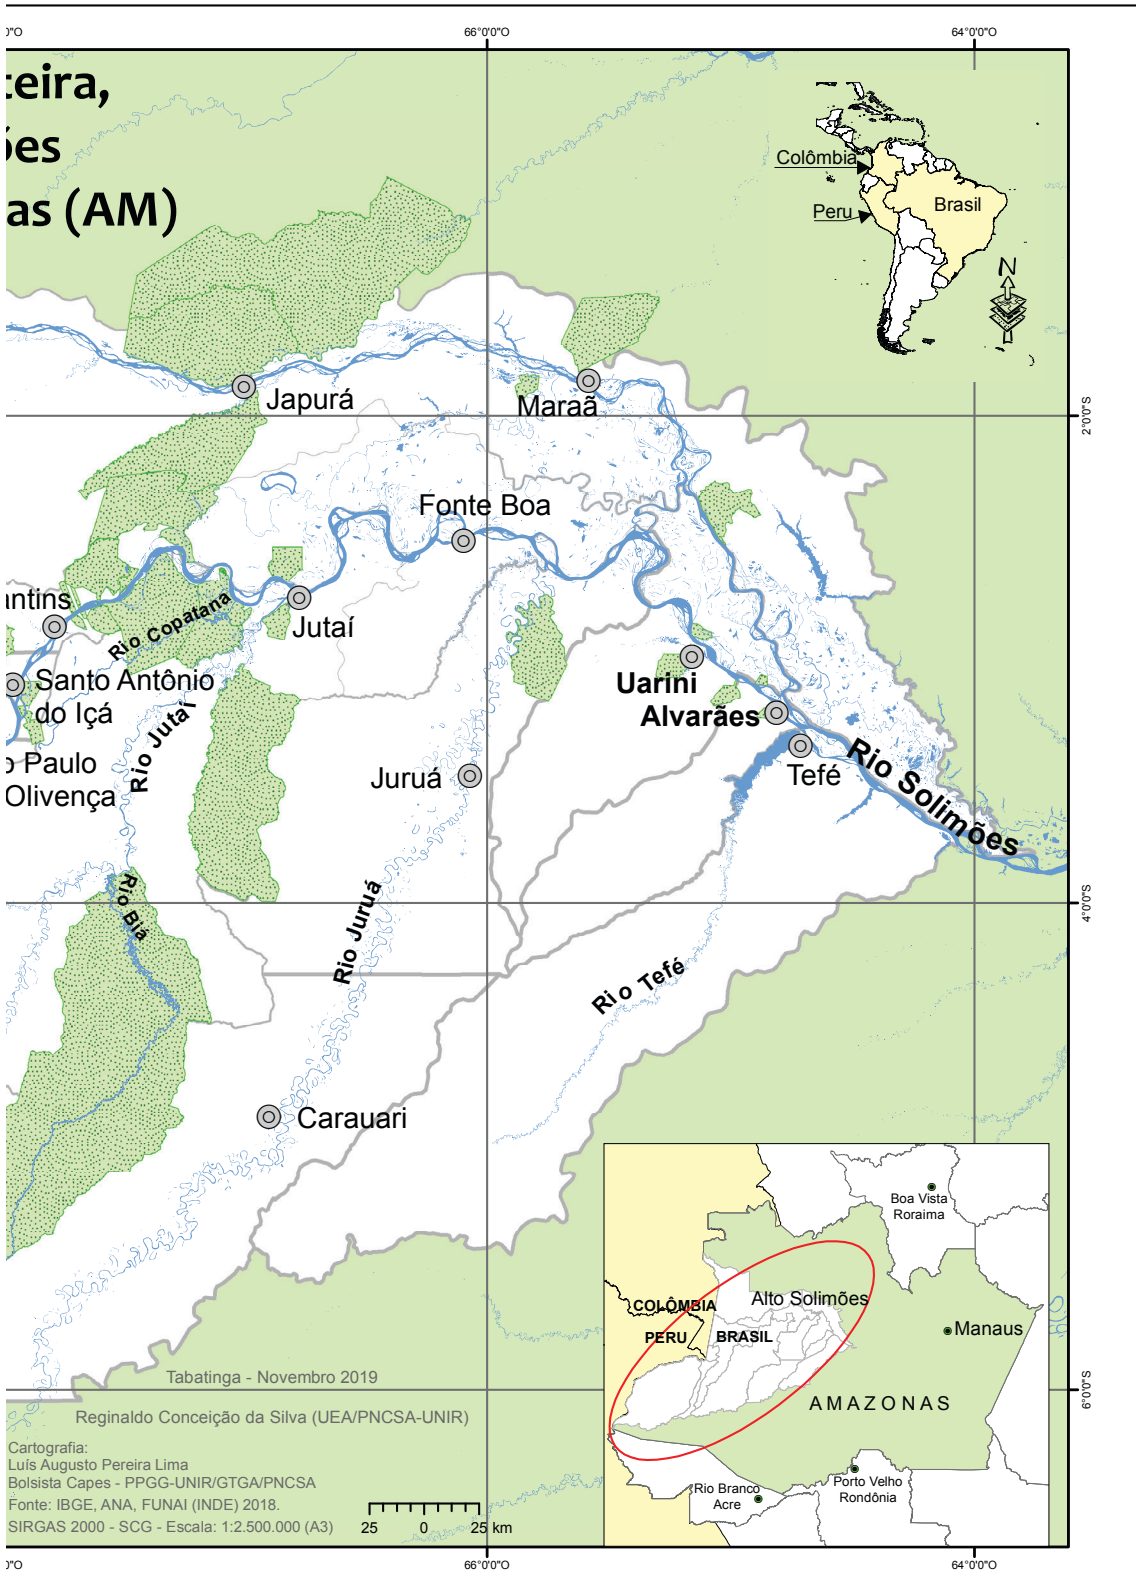 0'0"O
66°0'0"O
64°0'0"O
teira,
ões
as (AM)
Colômbia
Peru
Brasil
N
Japurá
Maraã
2°0'0"S
Fonte Boa
antins
Rio Copatana
Jutaí
Santo Antônio
do Içá
Uarini
Alvarães
Rio Jutaí
o Paulo
Olivença
Juruá
Tefé
Rio Solimões
Rio Biá
4°0'0"S
Rio Juruá
Rio Tefé
Carauari
Boa Vista
Roraima
Alto Solimões
COLÔMBIA
PERU
BRASIL
Manaus
AMAZONAS
Rio Branco
Acre
Porto Velho
Rondônia
6°0'0"S
Tabatinga - Novembro 2019
Reginaldo Conceição da Silva (UEA/PNCSA-UNIR)
Cartografia:
Luís Augusto Pereira Lima
Bolsista Capes - PPGG-UNIR/GTGA/PNCSA
Fonte: IBGE, ANA, FUNAI (INDE) 2018.
SIRGAS 2000 - SCG - Escala: 1:2.500.000 (A3)
25 0 25 km
0'0"O
66°0'0"O
64°0'0"O